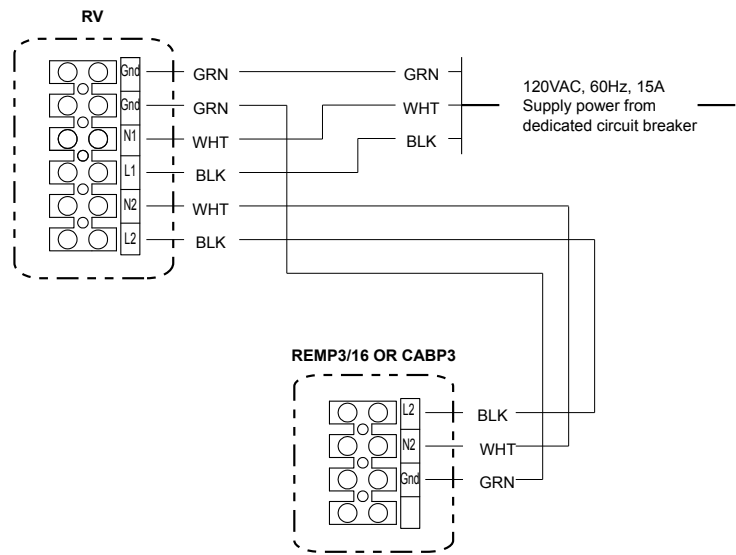 RV
Gnd GRN GRN
Gnd GRN WHT
N1 WHT BLK
L1 BLK
N2 WHT
L2 BLK
120VAC, 60Hz, 15A
Supply power from
dedicated circuit breaker
REMP3/16 OR CABP3
L2 BLK
N2 WHT
Gnd GRN